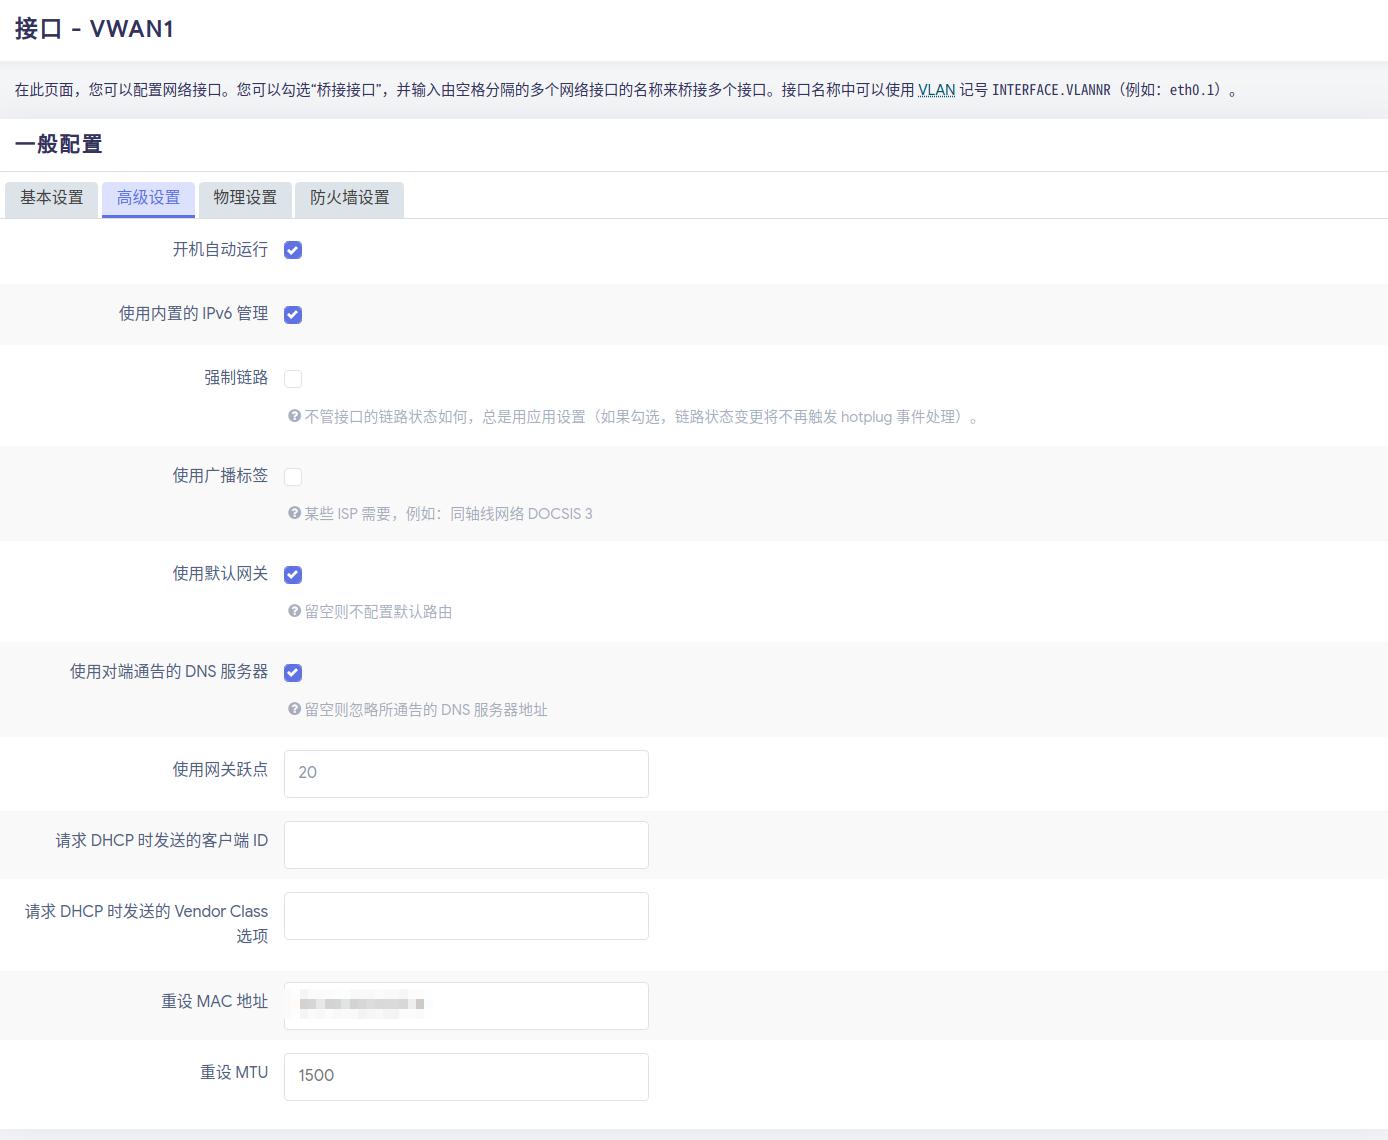 接口 - VWAN1
在此页面，您可以配置网络接口。您可以勾选“桥接接口”，并输入由空格分隔的多个网络接口的名称来桥接多个接口。接口名称中可以使用 VLAN 记号 INTERFACE.VLANNR（例如：eth0.1）。
一般配置
基本设置 高级设置 物理设置 防火墙设置
开机自动运行
使用内置的 IPv6 管理
强制链路
不管接口的链路状态如何，总是用应用设置（如果勾选，链路状态变更将不再触发 hotplug 事件处理）。
使用广播标签
某些 ISP 需要，例如：同轴线网络 DOCSIS 3
使用默认网关
留空则不配置默认路由
使用对端通告的 DNS 服务器
留空则忽略所通告的 DNS 服务器地址
使用网关跃点 20
请求 DHCP 时发送的客户端 ID
请求 DHCP 时发送的 Vendor Class
选项
重设 MAC 地址
重设 MTU 1500